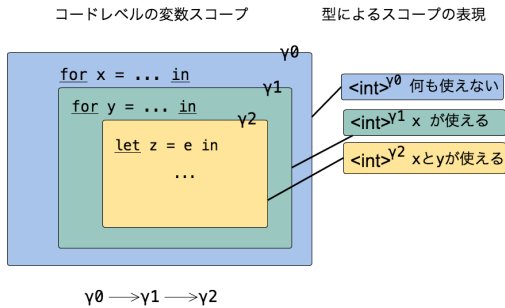 コードレベルの変数スコープ
型によるスコープの表現
γ0
for x = ... in
γ1
for y = ... in
γ2
let z = e in
...
<int>γ0 何も使えない
<int>γ1 x が使える
<int>γ2 xとyが使える
γ0 →γ1 →γ2